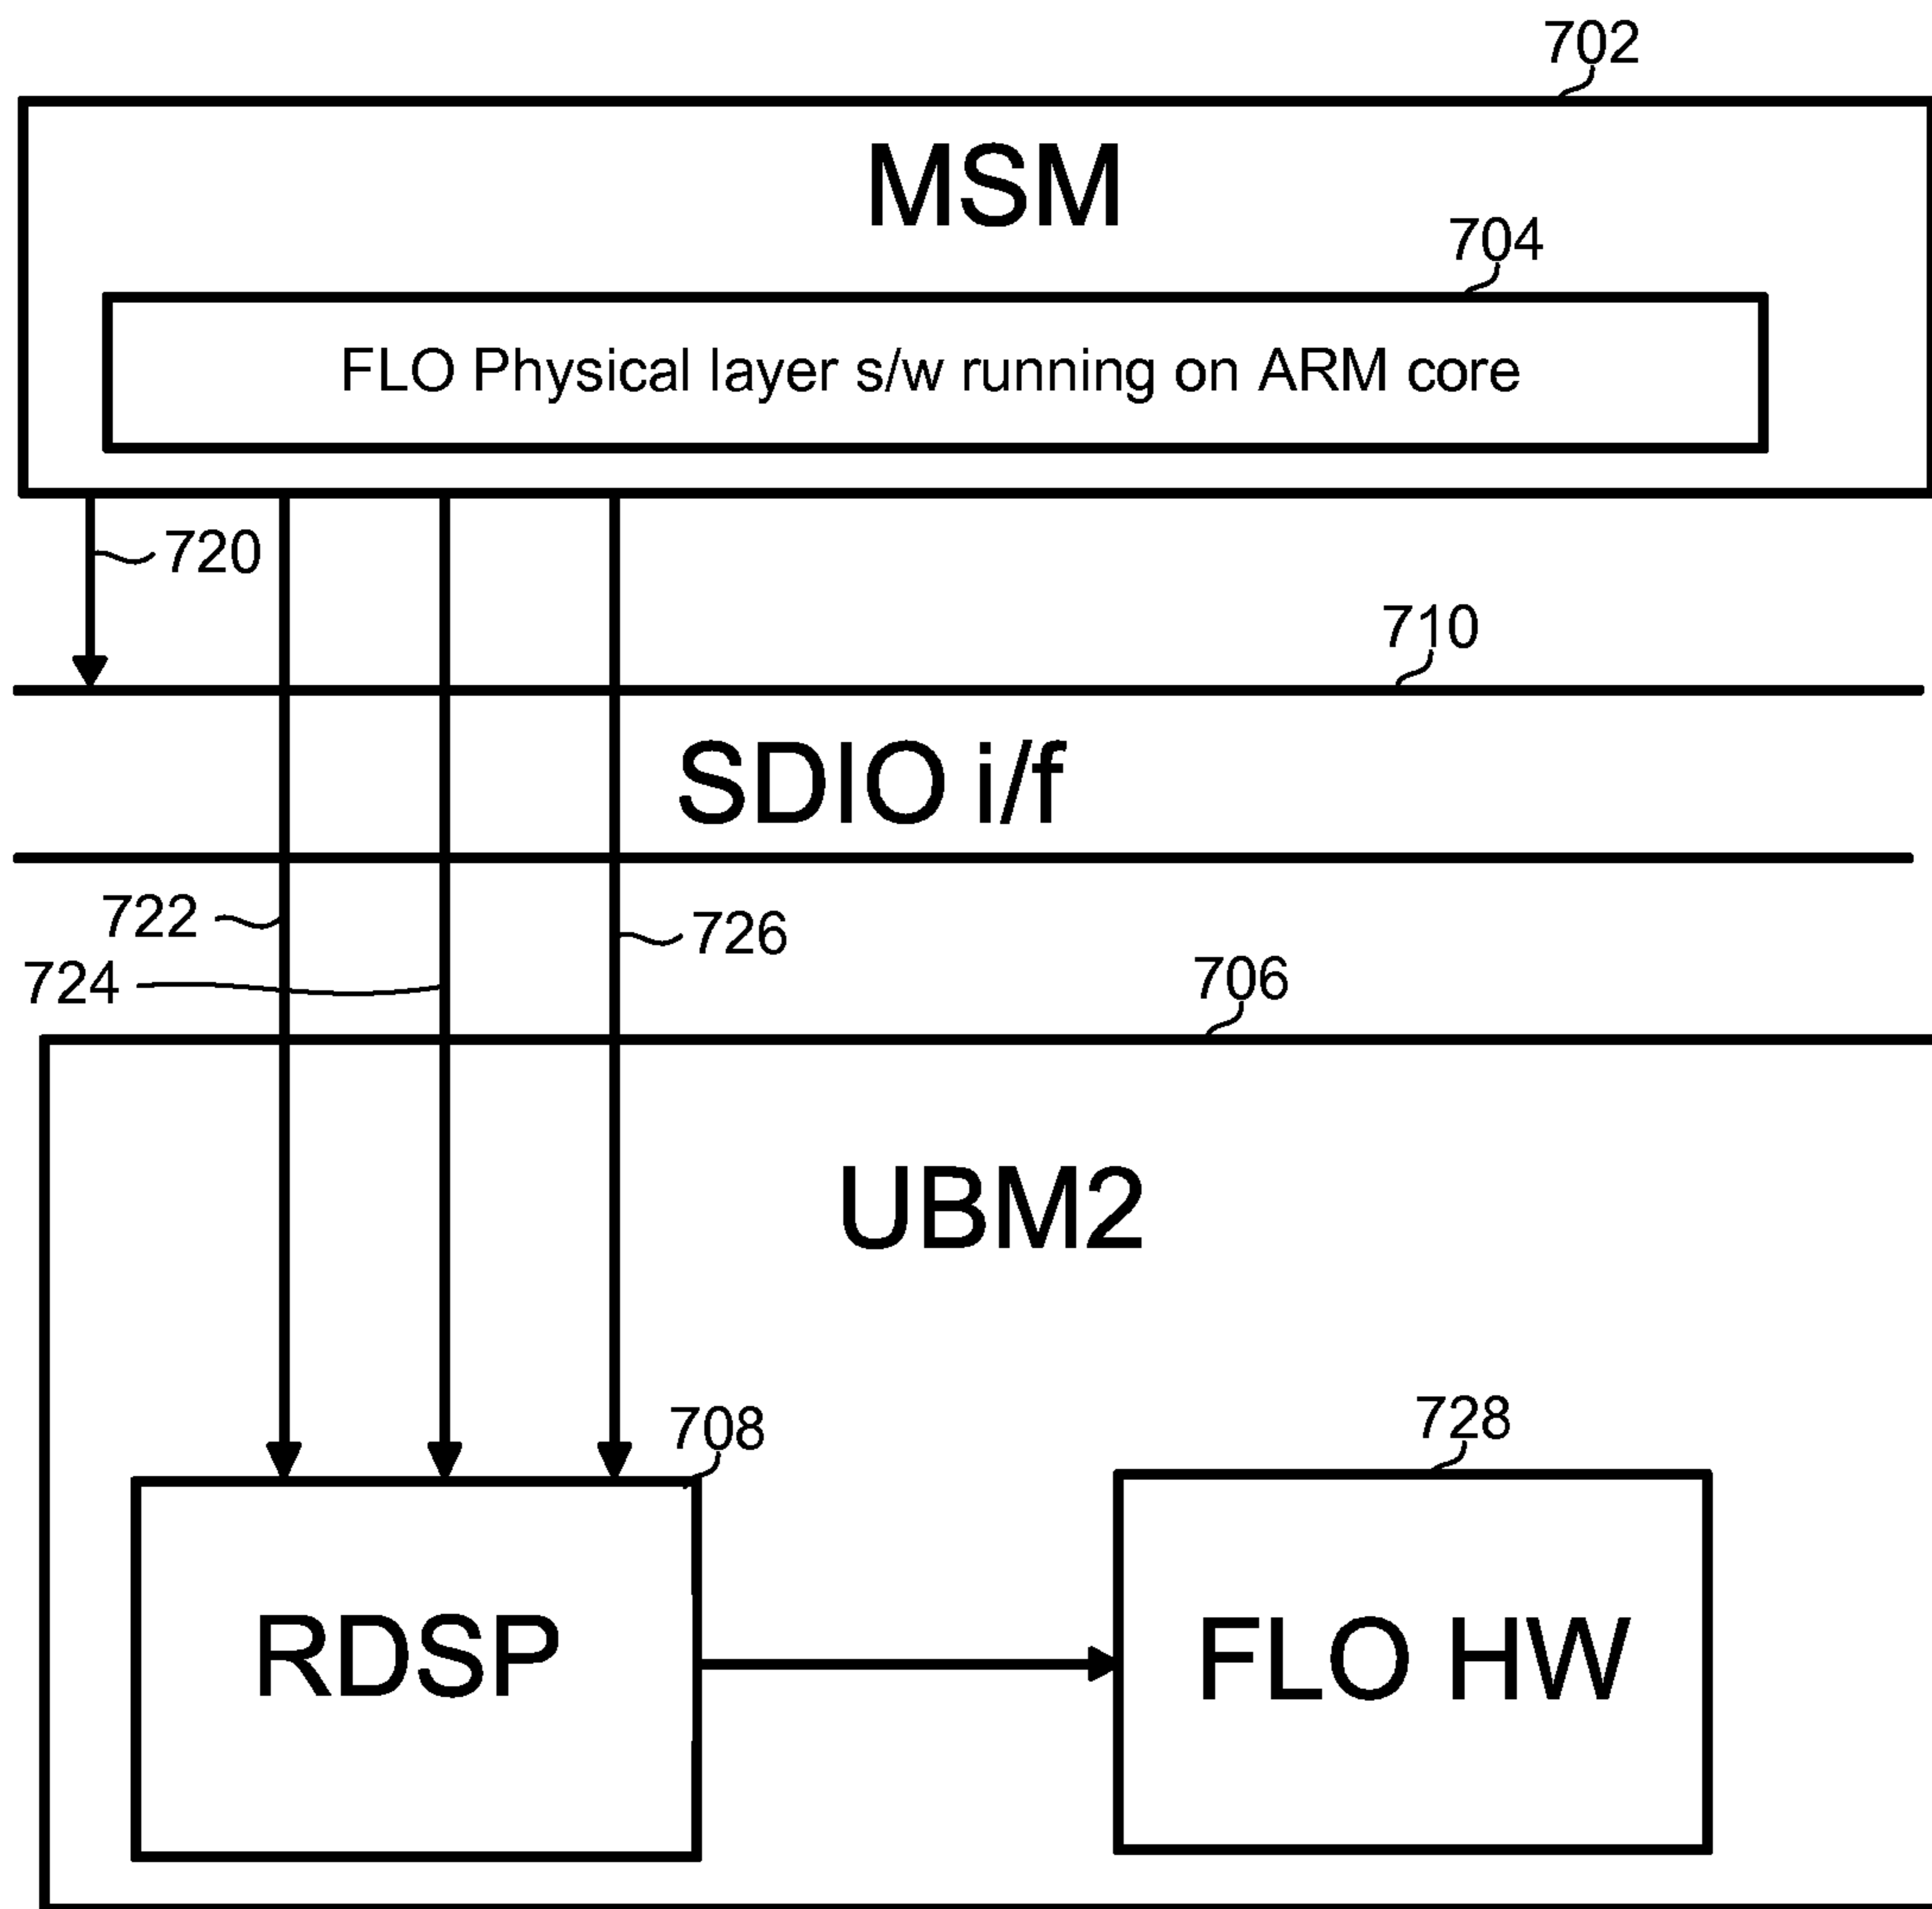 702
MSM
704
FLO Physical layer s/w running on ARM core
720
710
SDIO i/f
722
726
724
706
UBM2
708
728
RDSP
FLO HW